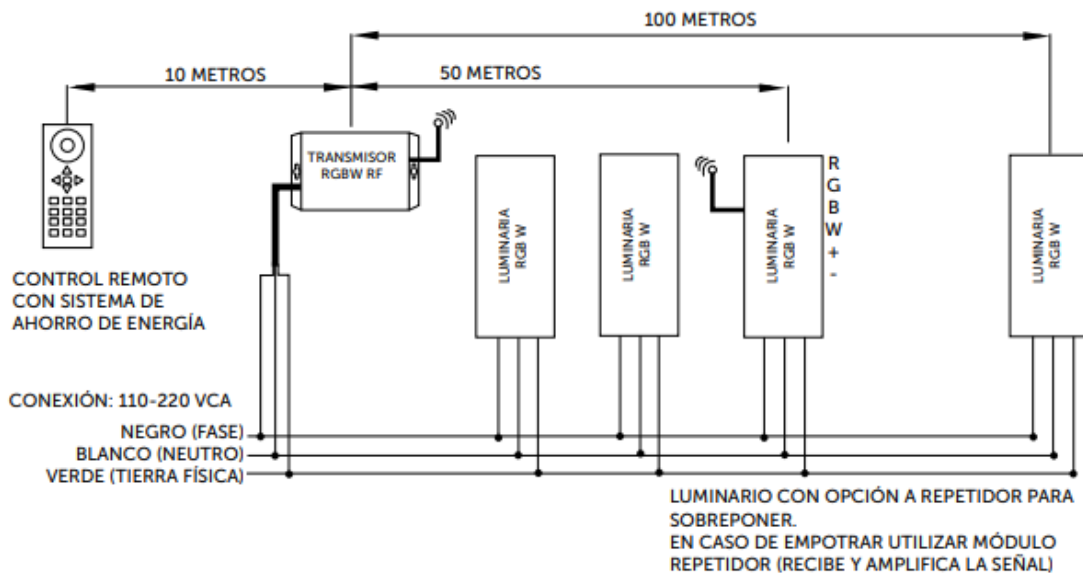 100 METROS
10 METROS
50 METROS
TRANSMISOR
RGBW RF
LUMINARIA
RGB W
LUMINARIA
RGB W
LUMINARIA
RGB W
R
G
B
W
+
-
LUMINARIA
RGB W
CONTROL REMOTO
CON SISTEMA DE
AHORRO DE ENERGÍA
CONEXIÓN: 110-220 VCA
NEGRO (FASE)
BLANCO (NEUTRO)
VERDE (TIERRA FÍSICA)
LUMINARIO CON OPCIÓN A REPETIDOR PARA
SOBREPONER.
EN CASO DE EMPOTRAR UTILIZAR MÓDULO
REPETIDOR (RECIBE Y AMPLIFICA LA SEÑAL)